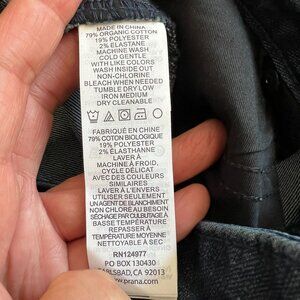 MADE IN CHINA
79% ORGANIC COTTON
19% POLYESTER
2% ELASTANE
MACHINE WASH
COLD GENTLE
WITH LIKE COLORS
WASH INSIDE OUT
NON-CHLORINE
BLEACH WHEN NEEDED
TUMBLE DRY LOW
IRON MEDIUM
DRY CLEANABLE
FABRIQUÉ EN CHINE
79% COTON BIOLOGIQUE
19% POLYESTER
2% ÉLASTHANNE
LAVER À
MACHINE À FROID,
CYCLE DÉLICAT
AVEC DES COULEURS
SIMILAIRES
LAVER À L'ENVERS
UTILISER SEULEMENT
UN AGENT DE BLANCHIMENT
NON CHLORE AU BESOIN
SÉCHAGE PAR CULBUTAGE À
BASSE TEMPÉRATURE
REPASSER À
TEMPÉRATURE MOYENNE
NETTOYABLE À SEC
RN124977
PO BOX 130430
CARLSBAD, CA 92013
www.prana.com